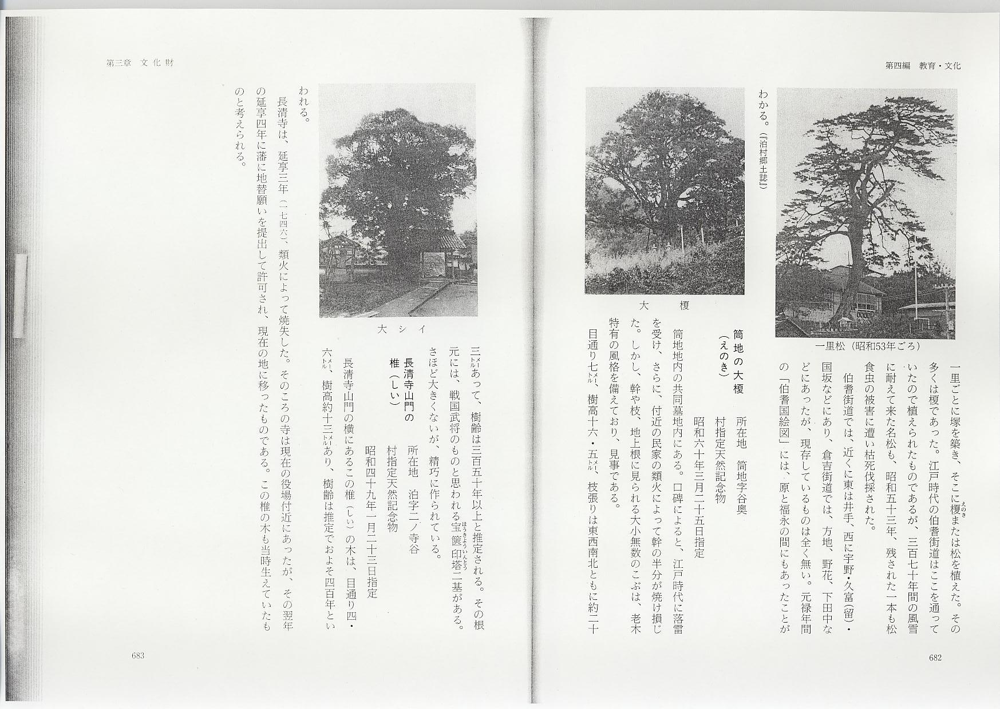 第四編　教育・文化
一里松（昭和53年ごろ）
一里ごとに塚を築き、そこに榎または松を植えた。その
えのき
多くは榎であった。江戸時代の伯耆街道はここを通って
いたので植えられたものであるが、三百七十年間の風雪
に耐えて来た名松も、昭和五十三年、残された一本も松
食虫の被害に遭い枯死伐採された。
伯耆街道では、近くに東は井手、西に宇野・久富（留）・
国坂などにあり、倉吉街道では、方地、野花、下田中な
どにあったが、現存しているものは全く無い。元禄年間
の「伯耆国絵図」には、原と福永の間にもあったことが
わかる。（『泊村郷土誌』）
大　榎
筒地の大榎
（えのき）
所在地　筒地字谷奥
村指定天然記念物
昭和六十年三月二十五日指定
筒地地内の共同墓地内にある。口碑によると、江戸時代に落雷
を受け、さらに、付近の民家の類火によって幹の半分が焼け損じ
た。しかし、幹や枝、地上根に見られる大小無数のこぶは、老木
特有の風格を備えており、見事である。
目通り七㍍、樹高十六・五㍍、枝張りは東西南北ともに約二十
682
第三章　文化財
三㍍あって、樹齢は三百五十年以上と推定される。その根
元には、戦国武将のものと思われる宝篋印塔二基がある。
ほうきょういんとう
さほど大きくないが、精巧に作られている。
長清寺山門の
椎（しい）
所在地　泊字二ノ寺谷
村指定天然記念物
昭和四十九年一月二十三日指定
長清寺山門の横にあるこの椎（しい）の木は、目通り四・
六㍍、樹高約十三㍍あり、樹齢は推定でおよそ四百年とい
大シイ
われる。
長清寺は、延享三年（一七四六）、類火によって焼失した。そのころの寺は現在の役場付近にあったが、その翌年
の延享四年に藩に地替願いを提出して許可され、現在の地に移ったものである。この椎の木も当時生えていたも
のと考えられる。
683